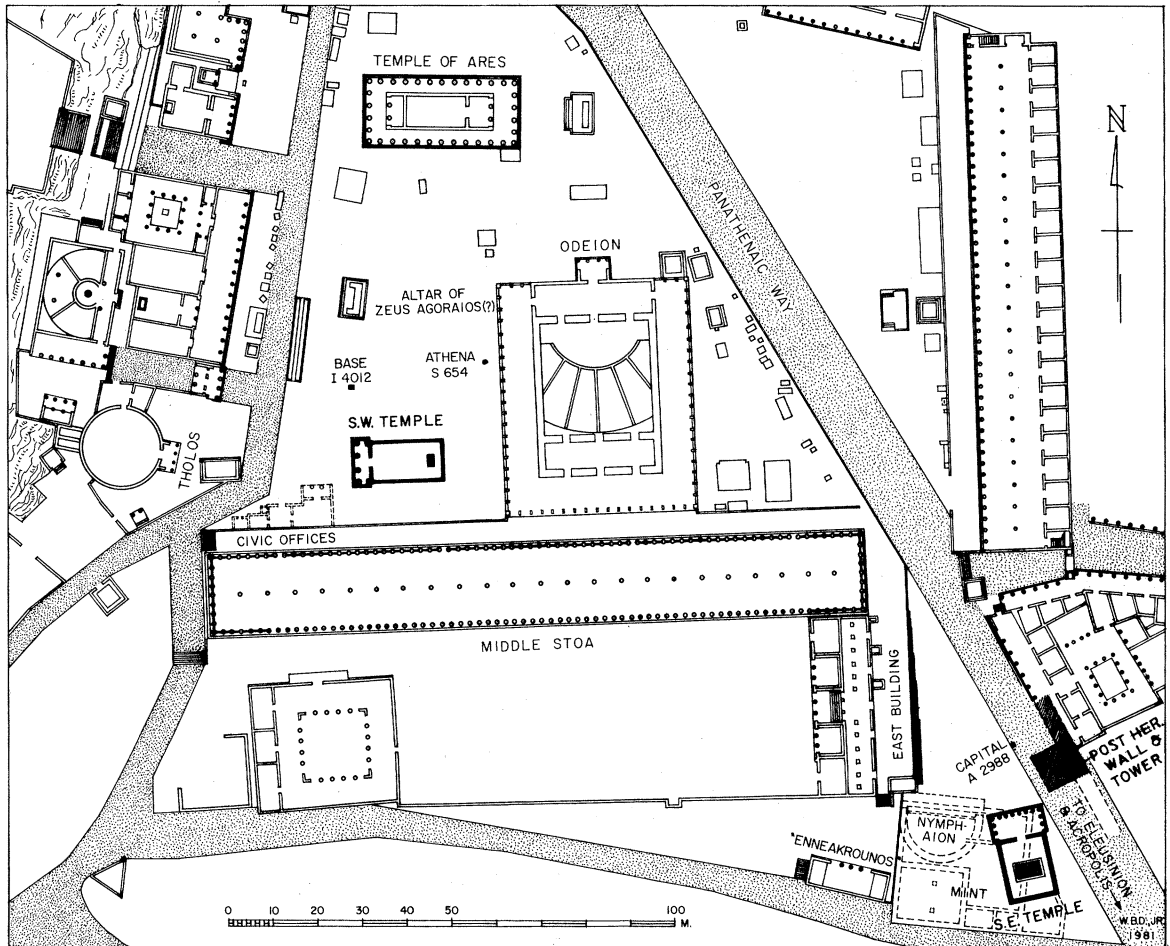 TEMPLE OF ARES
N
PANATHENAIC WAY
ODEION
ALTAR OF
ZEUS AGORAIOS(?)
BASE
I 4012
ATHENA
S 654
S.W. TEMPLE
THOLOS
CIVIC OFFICES
MIDDLE STOA
EAST BUILDING
CAPITAL
A 2988
POST HER.
WALL &
TOWER
TO ELEUSINION
& ACROPOLIS
NYMPH-
AION
"ENNEAKROUNOS"
MINT
S.E. TEMPLE
0 10 20 30 40 50 100
M.
W.B.D. JR.
1981